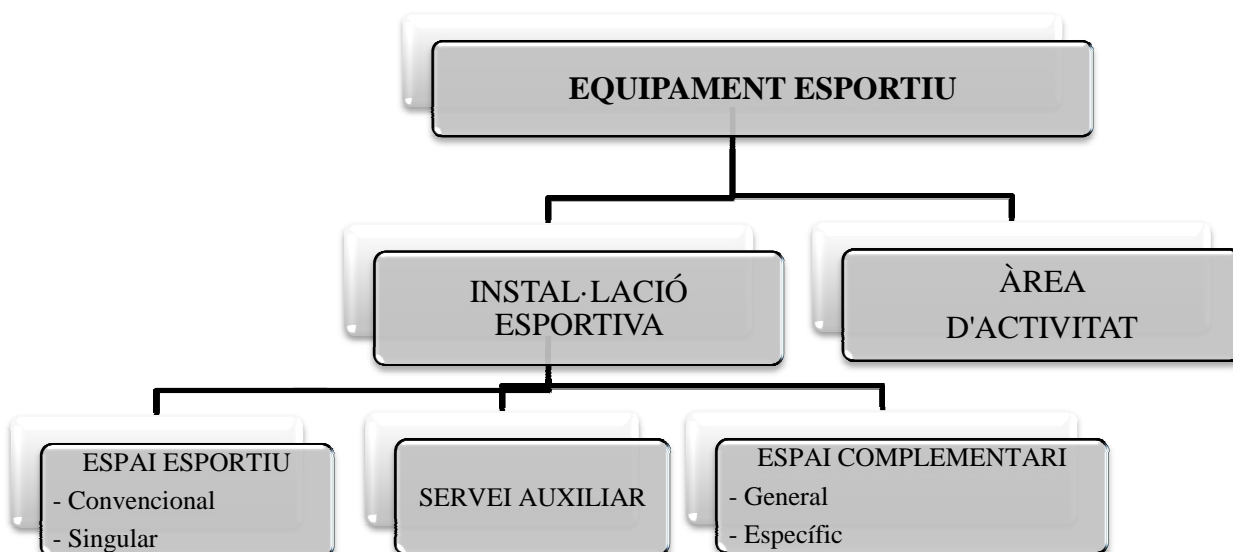 EQUIPAMENT ESPORTIU
INSTAL·LACIÓ
ESPORTIVA
ÀREA
D'ACTIVITAT
ESPAI ESPORTIU
- Convencional
- Singular
SERVEI AUXILIAR
ESPAI COMPLEMENTARI
- General
- Específic